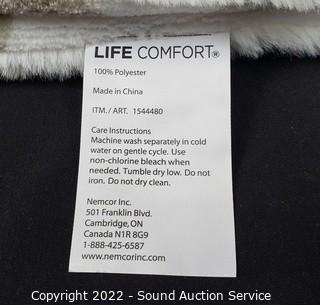 LIFE COMFORT®
100% Polyester
Made in China
ITM. / ART. 1544480
Care Instructions
Machine wash separately in cold
water on gentle cycle. Use
non-chlorine bleach when
needed. Tumble dry low. Do not
iron. Do not dry clean.
Nemcor Inc.
501 Franklin Blvd.
Cambridge, ON
Canada N1R 8G9
1-888-425-6587
www.nemcorinc.com
Copyright 2022 - Sound Auction Service